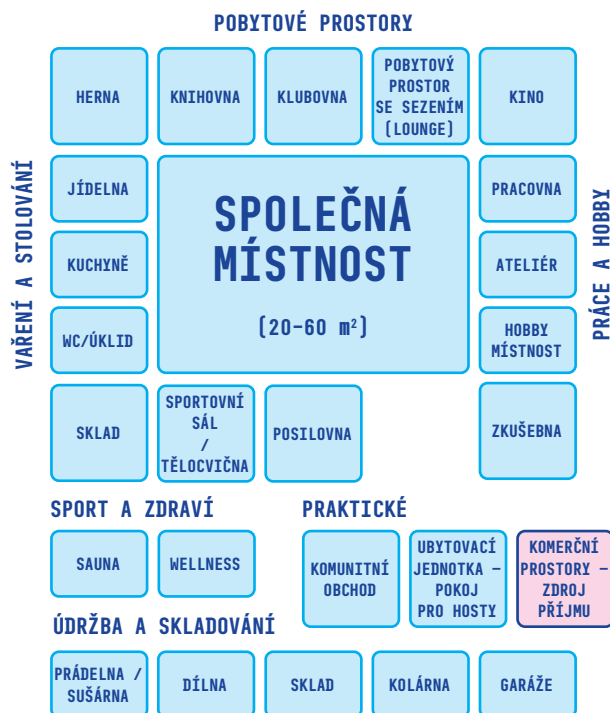 POBYTOVÉ PROSTORY
HERNA
KNIHOVNA
KLUBOVNA
POBYTOVÝ
PROSTOR
SE SEZENÍM
(LOUNGE)
KINO
VAŘENÍ A STOLOVÁNÍ
JÍDELNA
KUCHYNĚ
WC/ÚKLID
SPOLEČNÁ
MÍSTNOST
(20–60 m²)
PRACOVNA
ATELIÉR
HOBBY
MÍSTNOST
PRÁCE A HOBBY
SKLAD
SPORTOVNÍ
SÁL
/
TĚLOCVIČNA
POSILOVNA
ZKUŠEBNA
SPORT A ZDRAVÍ
SAUNA
WELLNESS
PRAKTICKÉ
KOMUNITNÍ
OBCHOD
UBYTOVACÍ
JEDNOTKA –
POKOJ
PRO HOSTY
KOMERČNÍ
PROSTORY –
ZDROJ
PŘÍJMU
ÚDRŽBA A SKLADOVÁNÍ
PRÁDELNA /
SUŠÁRNA
DÍLNA
SKLAD
KOLÁRNA
GARÁŽE